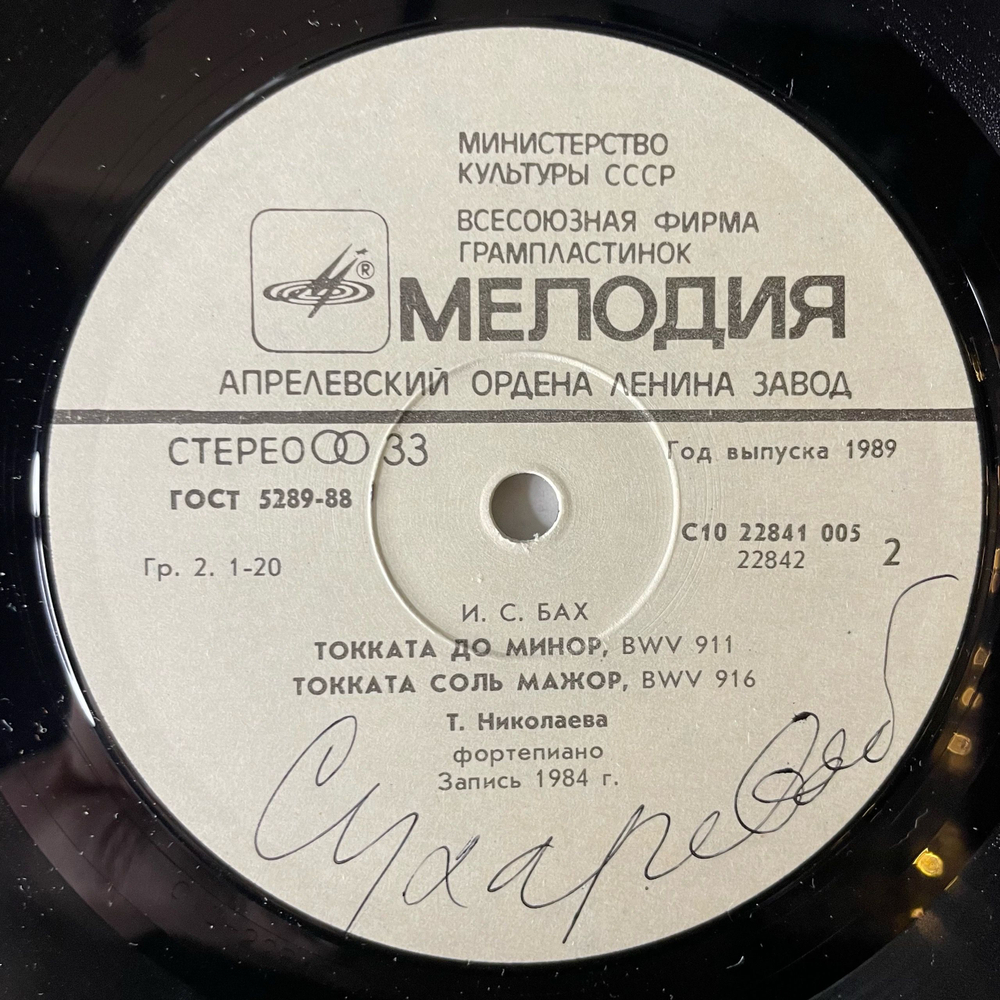 МИНИСТЕРСТВО
КУЛЬТУРЫ СССР
ВСЕСОЮЗНАЯ ФИРМА
ГРАМПЛАСТИНОК
®
МЕЛОДИЯ
АПРЕЛЕВСКИЙ ОРДЕНА ЛЕНИНА ЗАВОД
СТЕРЕО 33
Год выпуска 1989
ГОСТ 5289-88
С10 22841 005
22842 2
Гр. 2. 1-20
И. С. БАХ
ТОККАТА ДО МИНОР, BWV 911
ТОККАТА СОЛЬ МАЖОР, BWV 916
Т. Николаева
фортепиано
Запись 1984 г.